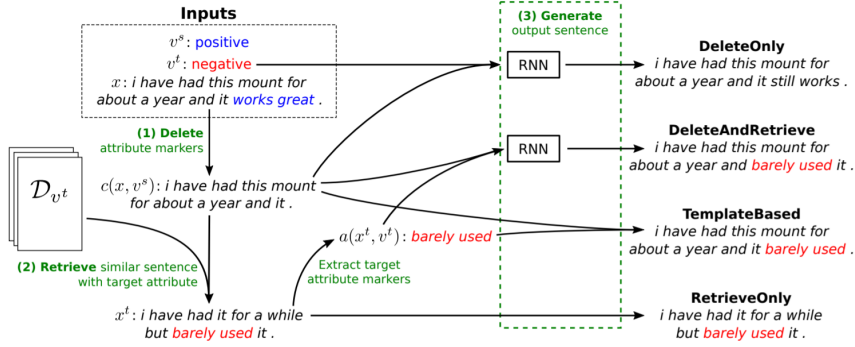 Inputs
v^s: positive
v^t: negative
x: i have had this mount for
about a year and it works great .
(1) Delete
attribute markers
D_{v^t}
c(x, v^s): i have had this mount
for about a year and it .
(2) Retrieve similar sentence
with target attribute
a(x^t, v^t): barely used
Extract target
attribute markers
x^t: i have had it for a while
but barely used it .
(3) Generate
output sentence
RNN
RNN
DeleteOnly
i have had this mount for
about a year and it still works .
DeleteAndRetrieve
i have had this mount for
about a year and barely used it .
TemplateBased
i have had this mount for
about a year and it barely used .
RetrieveOnly
i have had it for a while
but barely used it .